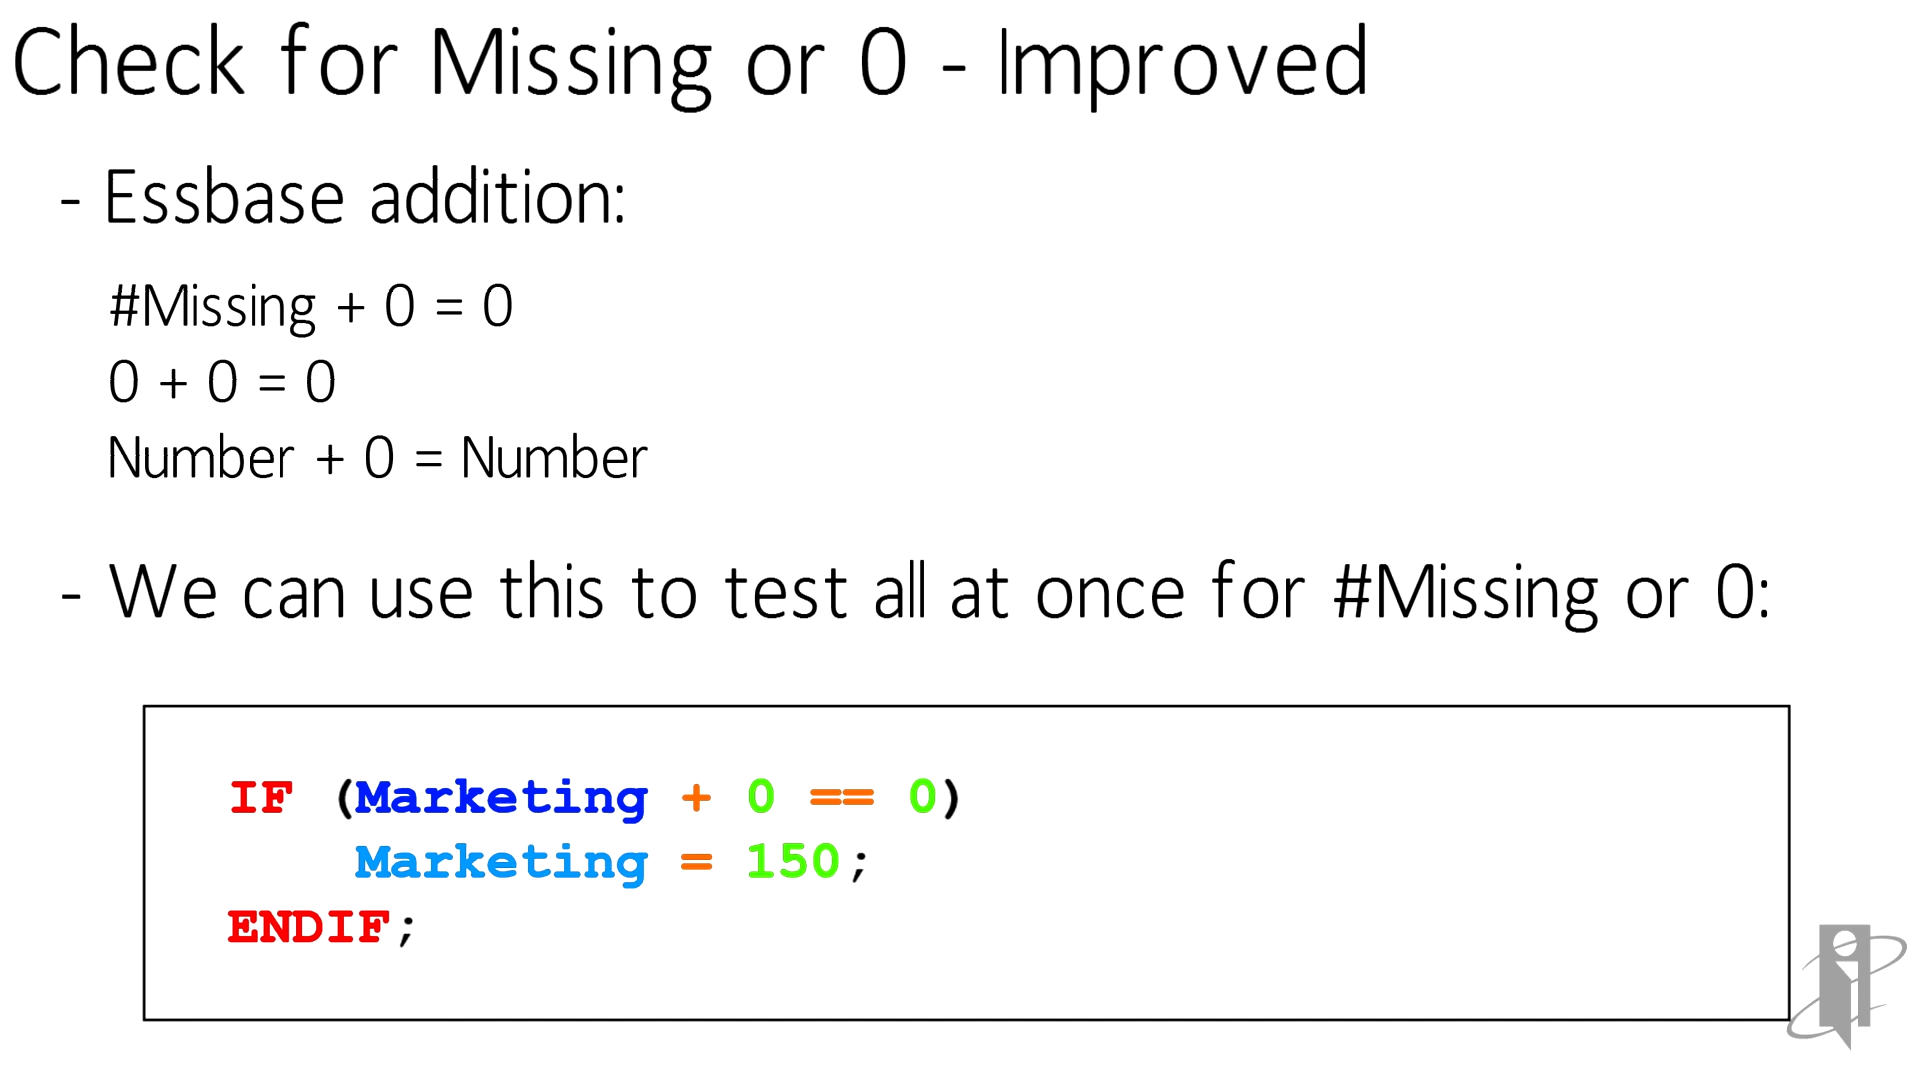 Check for Missing or 0 - Improved
- Essbase addition:
#Missing + 0 = 0
0 + 0 = 0
Number + 0 = Number
- We can use this to test all at once for #Missing or 0:
IF (Marketing + 0 == 0)
Marketing = 150;
ENDIF;